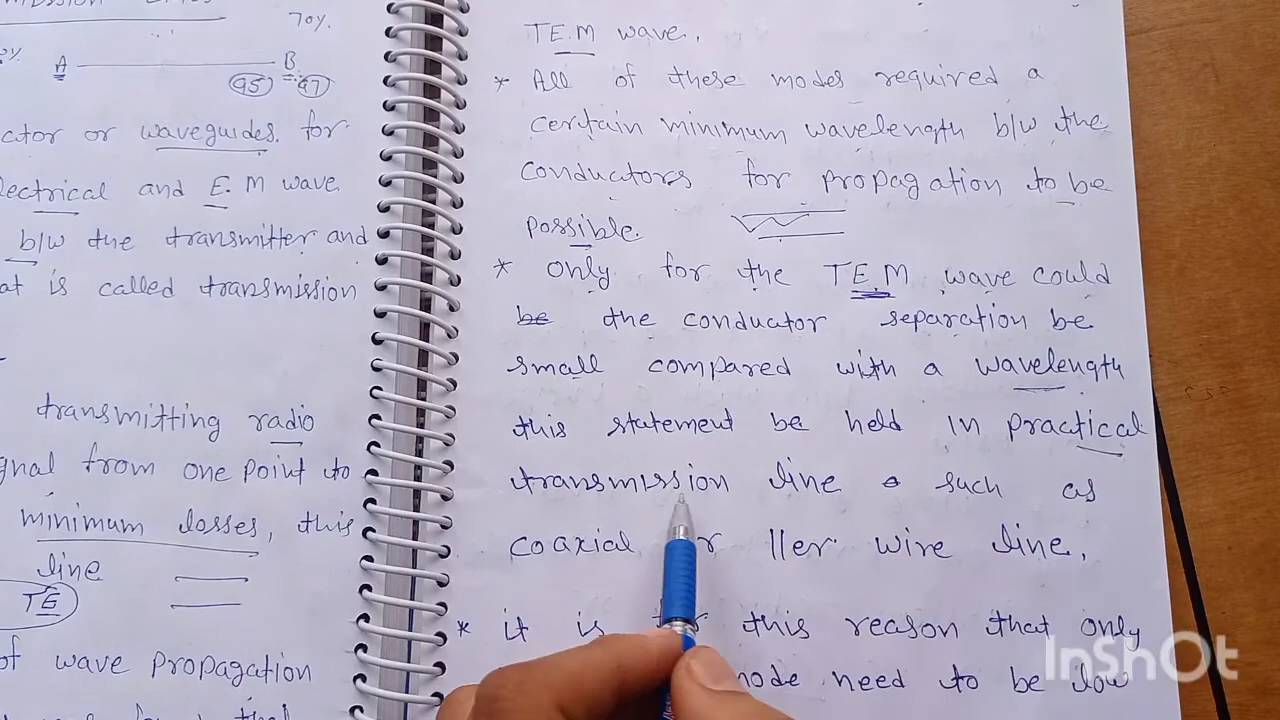 70%
A B
95 97
ctor or waveguides. for
lectrical and E.M wave
b/w the transmitter and
at is called transmission
transmitting radio
gnal from one point to
minimum losses, this
line
TE
of wave propagation
T.E.M wave.
* All of these modes required a
certain minimum wavelength b/w the
conductors for propagation to be
possible.
* only for the T.E.M wave could
be the conductor separation be
small compared with a wavelength
this statement be held in practical
transmission line such as
coaxial or ller wire line,
* it is for this reason that only
mode need to be low
InShOt